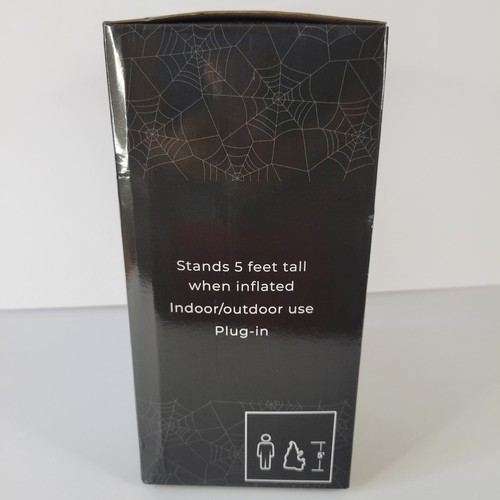 Stands 5 feet tall
when inflated
Indoor/outdoor use
Plug-in
5'